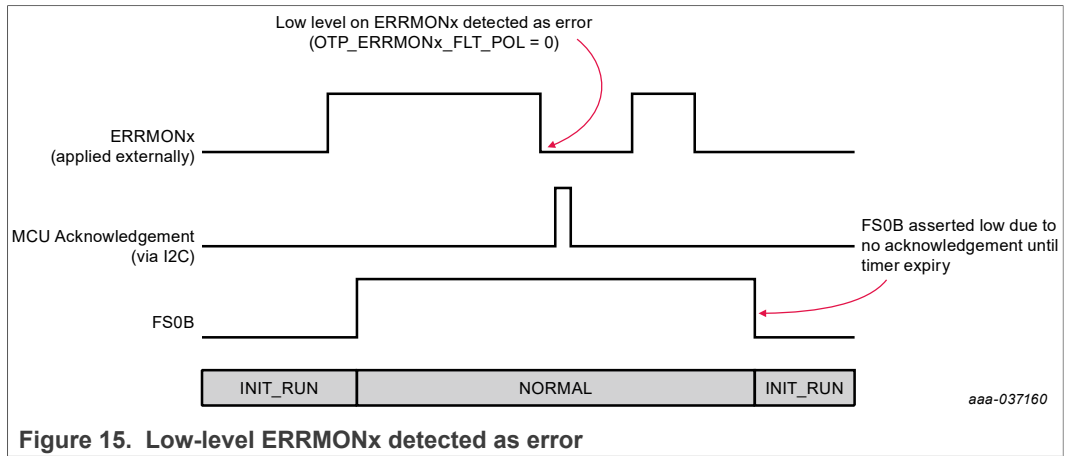 Low level on ERRMONx detected as error
(OTP_ERRMONx_FLT_POL = 0)
ERRMONx
(applied externally)
MCU Acknowledgement
(via I2C)
FS0B asserted low due to
no acknowledgement until
timer expiry
FS0B
INIT_RUN
NORMAL
INIT_RUN
aaa-037160
Figure 15. Low-level ERRMONx detected as error